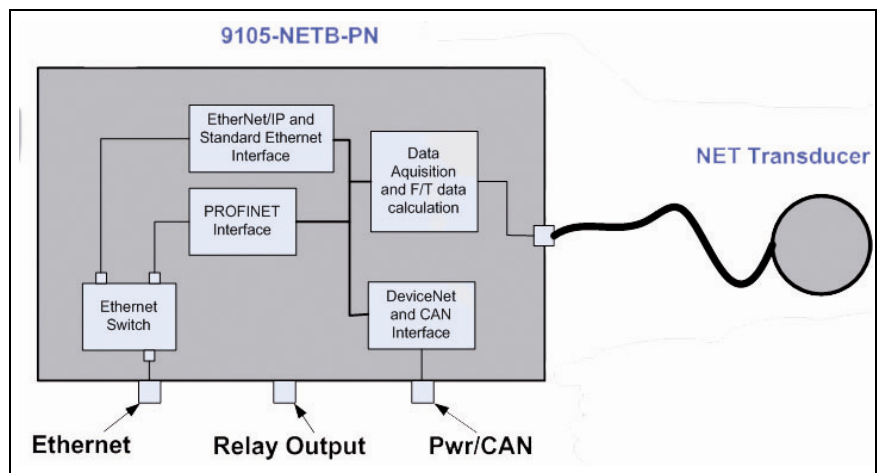 9105-NETB-PN
EtherNet/IP and
Standard Ethernet
Interface
Data
Aquisition
and F/T data
calculation
NET Transducer
PROFINET
Interface
Ethernet
Switch
DeviceNet
and CAN
Interface
Ethernet
Relay Output
Pwr/CAN